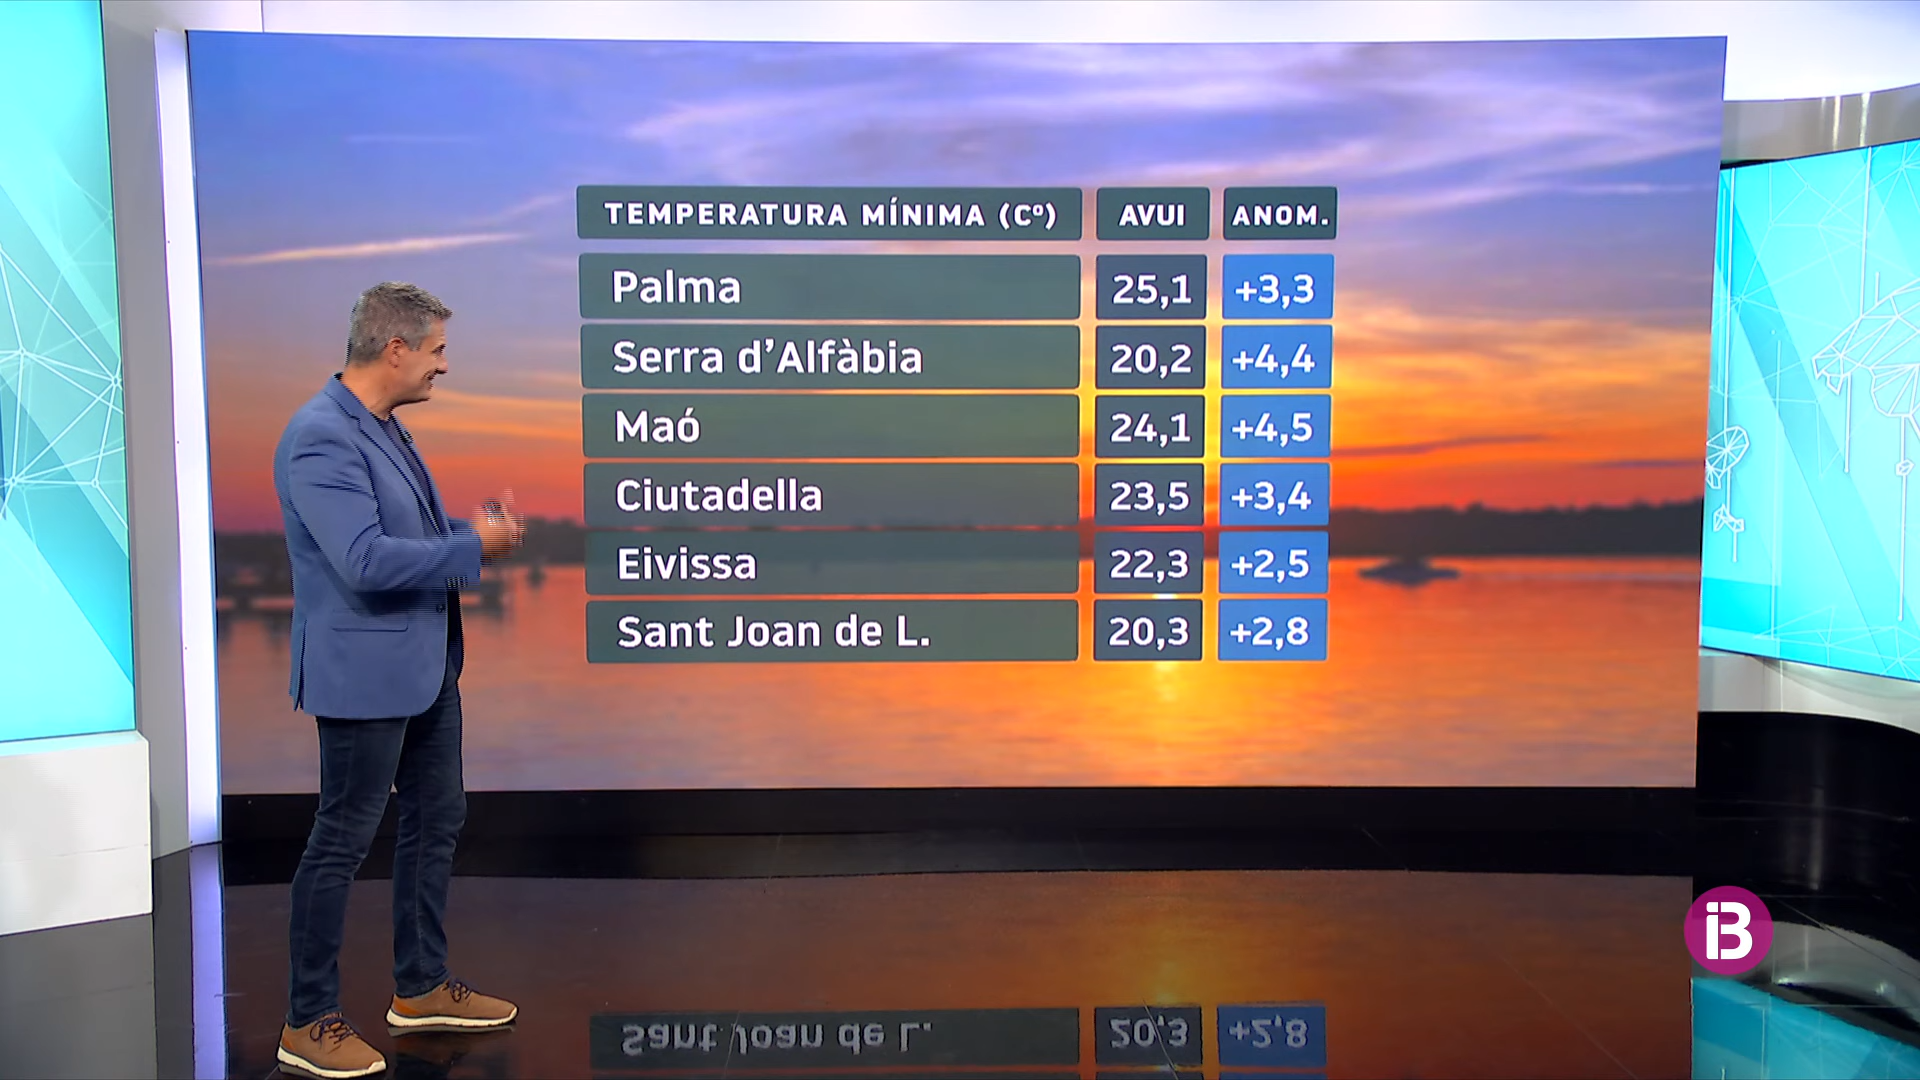 TEMPERATURA MÍNIMA (Cº) AVUI ANOM.
Palma 25,1 +3,3
Serra d'Alfàbia 20,2 +4,4
Maó 24,1 +4,5
Ciutadella 23,5 +3,4
Eivissa 22,3 +2,5
Sant Joan de L. 20,3 +2,8
IB